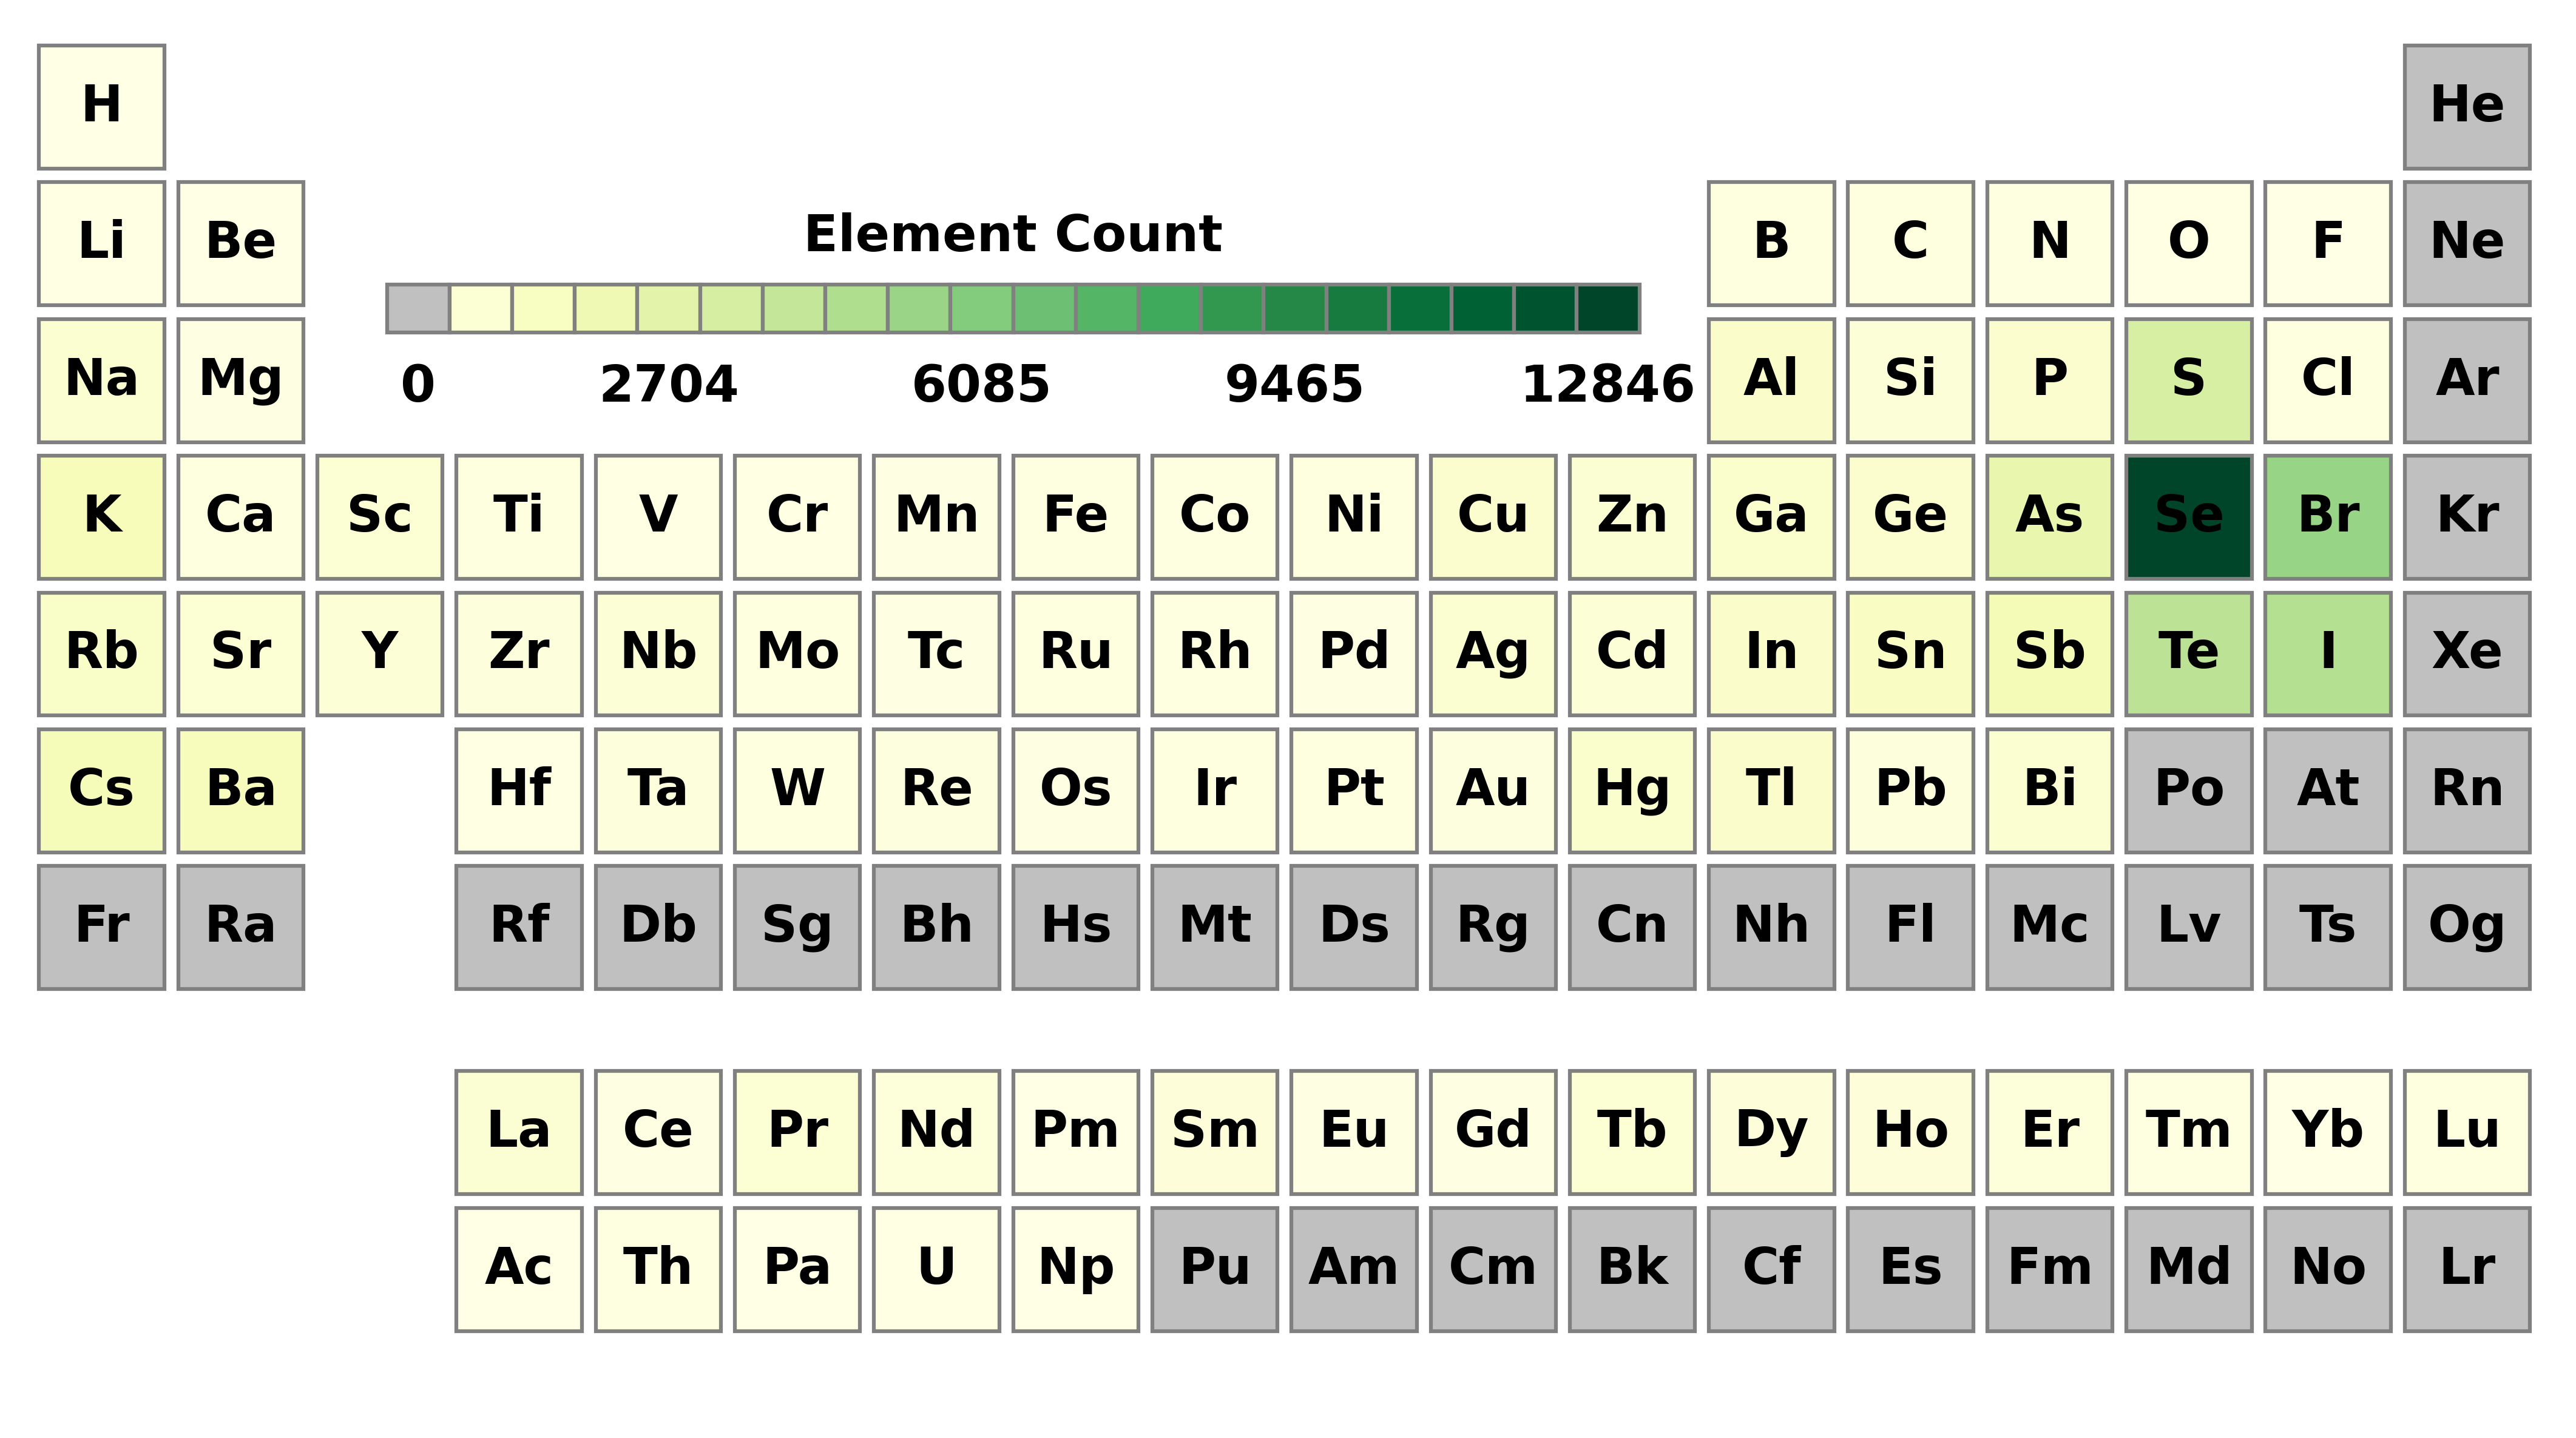 H He
Li Be Element Count B C N O F Ne
Na Mg 0 2704 6085 9465 12846 Al Si P S Cl Ar
K Ca Sc Ti V Cr Mn Fe Co Ni Cu Zn Ga Ge As Se Br Kr
Rb Sr Y Zr Nb Mo Tc Ru Rh Pd Ag Cd In Sn Sb Te I Xe
Cs Ba Hf Ta W Re Os Ir Pt Au Hg Tl Pb Bi Po At Rn
Fr Ra Rf Db Sg Bh Hs Mt Ds Rg Cn Nh Fl Mc Lv Ts Og
La Ce Pr Nd Pm Sm Eu Gd Tb Dy Ho Er Tm Yb Lu
Ac Th Pa U Np Pu Am Cm Bk Cf Es Fm Md No Lr